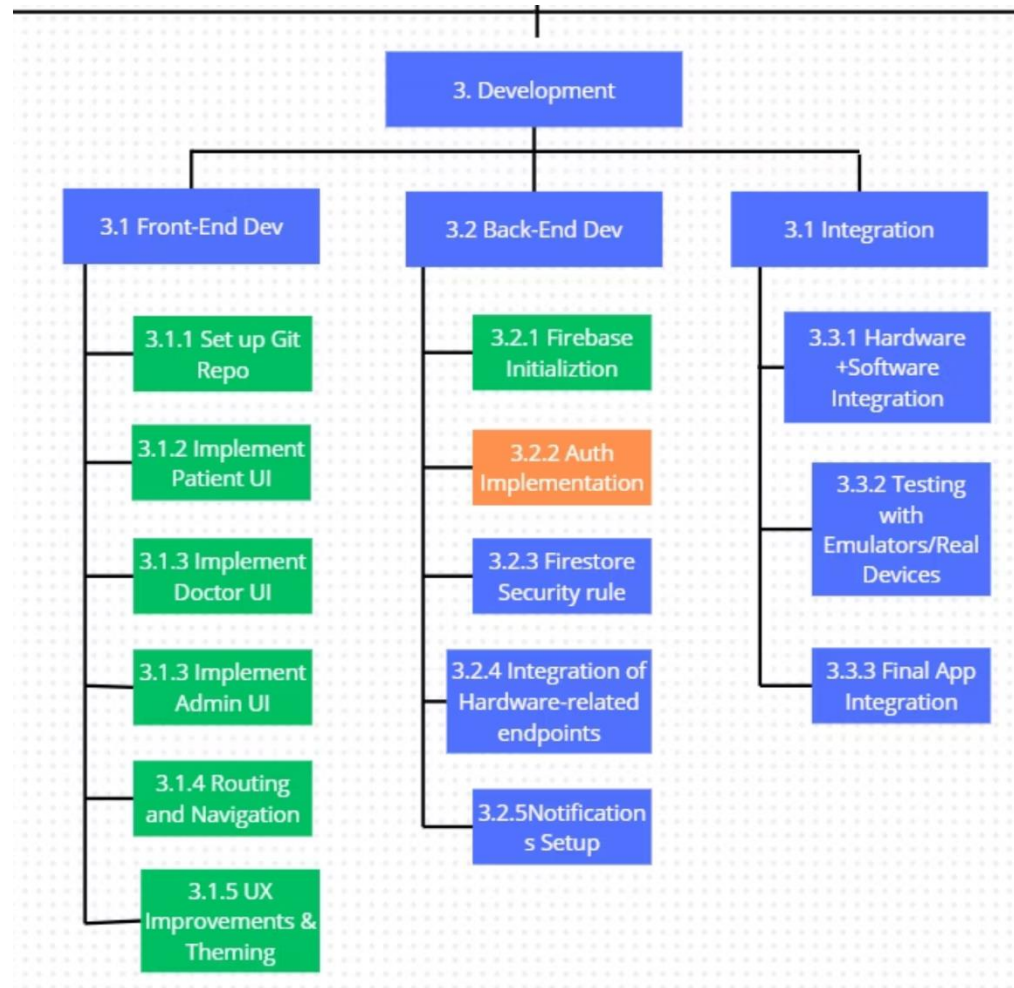 3. Development
3.1 Front-End Dev
3.1.1 Set up Git
Repo
3.1.2 Implement
Patient UI
3.1.3 Implement
Doctor UI
3.1.3 Implement
Admin UI
3.1.4 Routing
and Navigation
3.1.5 UX
Improvements &
Theming
3.2 Back-End Dev
3.2.1 Firebase
Initializtion
3.2.2 Auth
Implementation
3.2.3 Firestore
Security rule
3.2.4 Integration of
Hardware-related
endpoints
3.2.5Notification
s Setup
3.1 Integration
3.3.1 Hardware
+Software
Integration
3.3.2 Testing
with
Emulators/Real
Devices
3.3.3 Final App
Integration